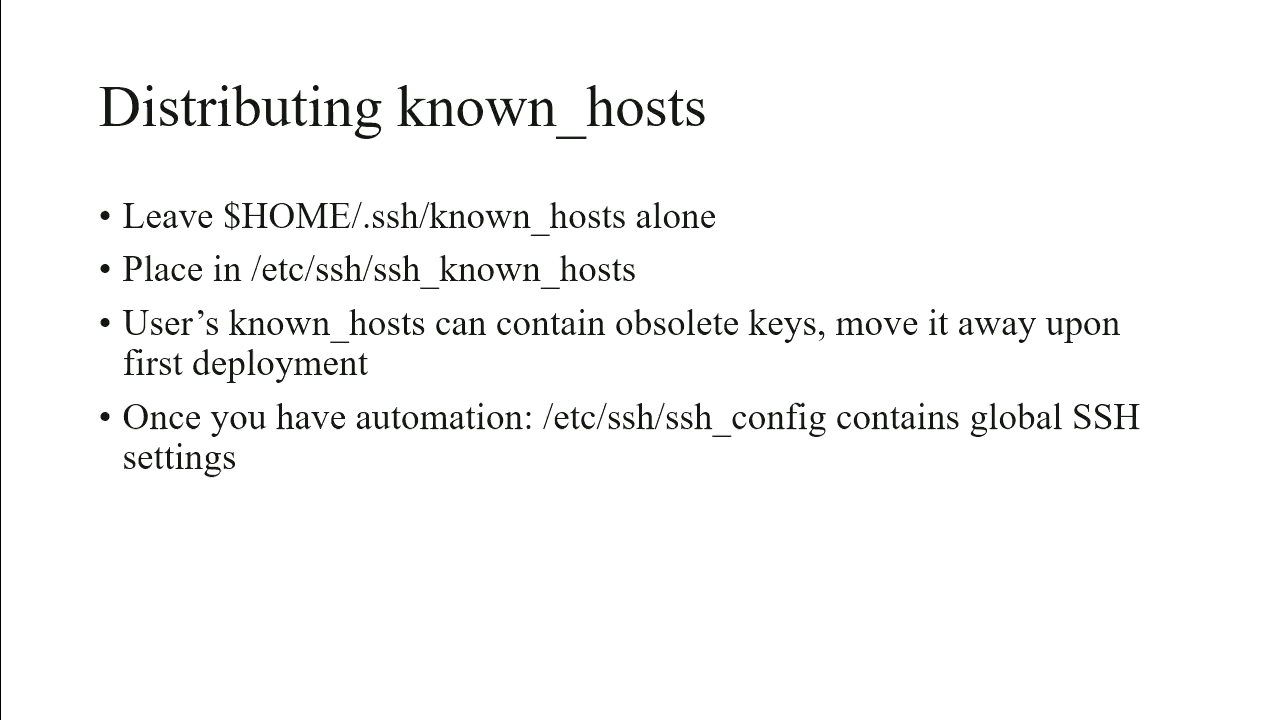 Distributing known_hosts
• Leave $HOME/.ssh/known_hosts alone
• Place in /etc/ssh/ssh_known_hosts
• User’s known_hosts can contain obsolete keys, move it away upon
first deployment
• Once you have automation: /etc/ssh/ssh_config contains global SSH
settings